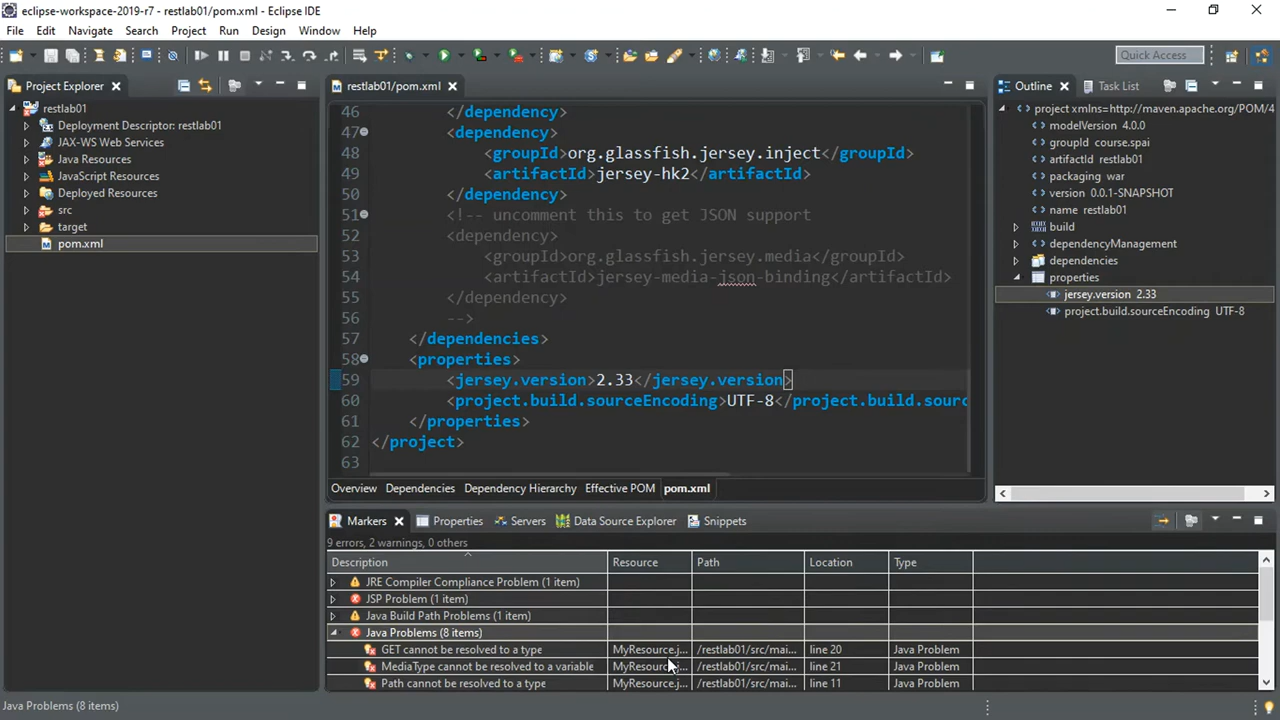 eclipse-workspace-2019-r7 - restlab01/pom.xml - Eclipse IDE
File Edit Navigate Search Project Run Design Window Help
Quick Access
Project Explorer
restlab01
Deployment Descriptor: restlab01
JAX-WS Web Services
Java Resources
JavaScript Resources
Deployed Resources
src
target
pom.xml
restlab01/pom.xml
46 </dependency>
47 <dependency>
48 <groupId>org.glassfish.jersey.inject</groupId>
49 <artifactId>jersey-hk2</artifactId>
50 </dependency>
51 <!-- uncomment this to get JSON support
52 <dependency>
53 <groupId>org.glassfish.jersey.media</groupId>
54 <artifactId>jersey-media-json-binding</artifactId>
55 </dependency>
56 -->
57 </dependencies>
58 <properties>
59 <jersey.version>2.33</jersey.version>
60 <project.build.sourceEncoding>UTF-8</project.build.sourc
61 </properties>
62 </project>
63
Overview Dependencies Dependency Hierarchy Effective POM pom.xml
Outline Task List
project xmlns=http://maven.apache.org/POM/4
modelVersion 4.0.0
groupId course.spai
artifactId restlab01
packaging war
version 0.0.1-SNAPSHOT
name restlab01
build
dependencyManagement
dependencies
properties
jersey.version 2.33
project.build.sourceEncoding UTF-8
Markers Properties Servers Data Source Explorer Snippets
9 errors, 2 warnings, 0 others
Description Resource Path Location Type
JRE Compiler Compliance Problem (1 item)
JSP Problem (1 item)
Java Build Path Problems (1 item)
Java Problems (8 items)
GET cannot be resolved to a type MyResource.j... /restlab01/src/mai... line 20 Java Problem
MediaType cannot be resolved to a variable MyResource.j... /restlab01/src/mai... line 21 Java Problem
Path cannot be resolved to a type MyResource.j... /restlab01/src/mai... line 11 Java Problem
Java Problems (8 items)